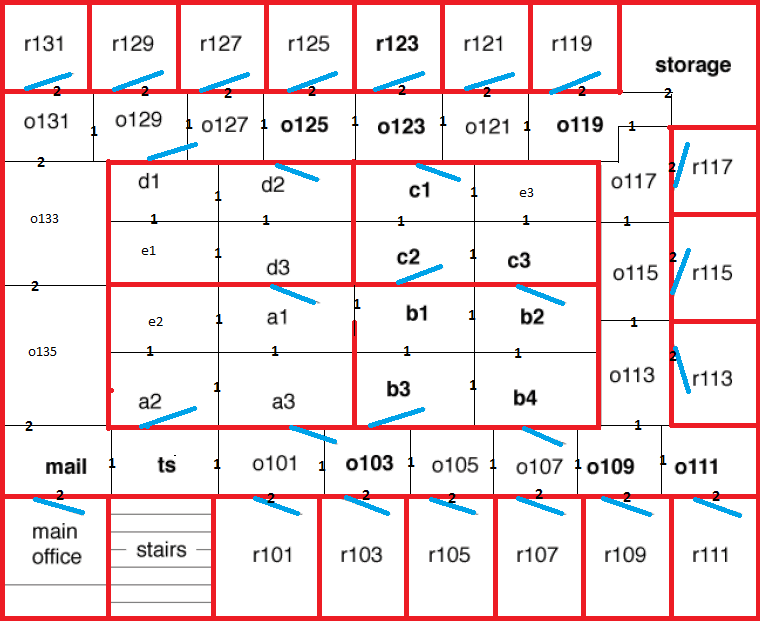 r131 r129 r127 r125 r123 r121 r119
storage
2 2 2 2 2 2 2 2
o131 1 o129 1 o127 1 o125 1 o123 1 o121 1 o119 1
2 2 r117
d1 1 d2 c1 1 e3 o117
o133 1 1 1 1 1
e1 1 d3 c2 1 c3 o115 2 r115
2
e2 1 a1 1 b1 1 b2 1
o135 1 1 1 1 2
a2 1 a3 b3 1 b4 o113 r113
2 1
mail 1 ts 1 o101 1 o103 1 o105 1 o107 1 o109 1 o111
2 2 2 2 2 2 2
main
office
stairs r101 r103 r105 r107 r109 r111